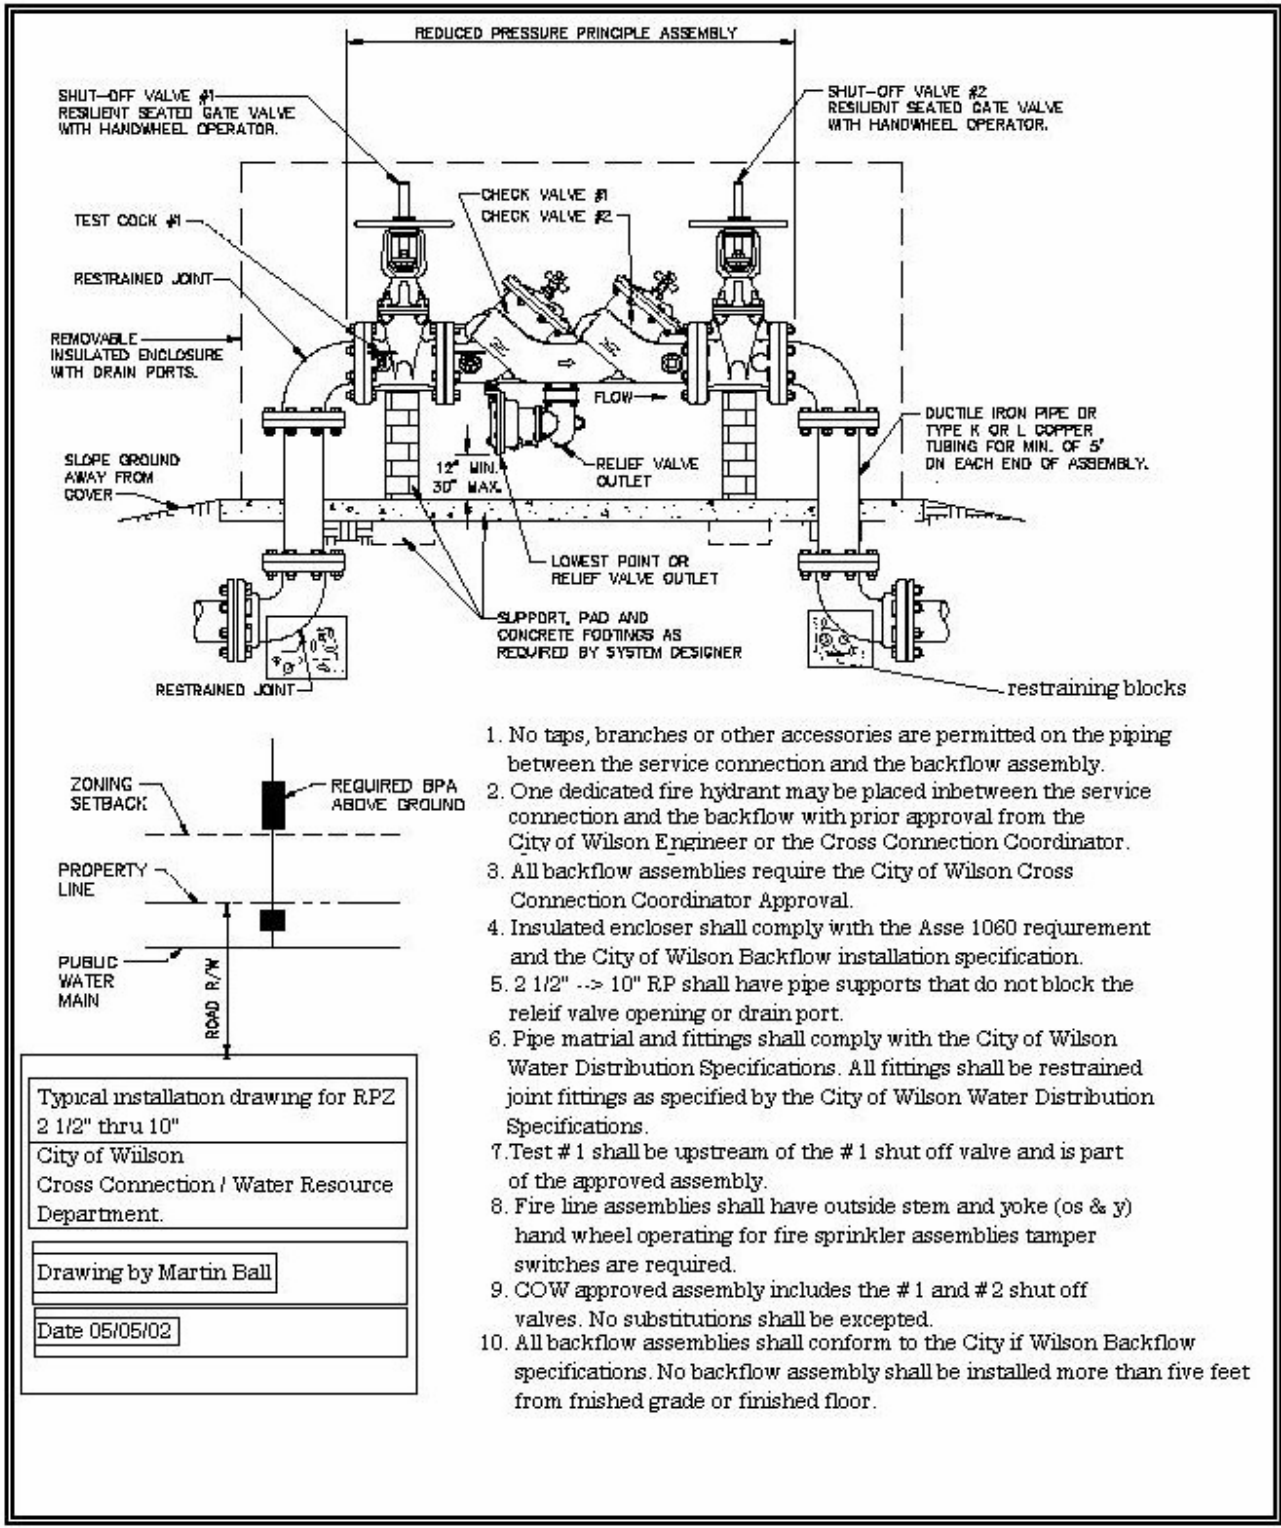 REDUCED PRESSURE PRINCIPLE ASSEMBLY
SHUT-OFF VALVE #1
RESILIENT SEATED GATE VALVE
WITH HANDWHEEL OPERATOR.
SHUT-OFF VALVE #2
RESILIENT SEATED GATE VALVE
WITH HANDWHEEL OPERATOR.
CHECK VALVE #1
CHECK VALVE #2
TEST COCK #1
RESTRAINED JOINT
REMOVABLE
INSULATED ENCLOSURE
WITH DRAIN PORTS.
FLOW
DUCTILE IRON PIPE OR
TYPE K OR L COPPER
TUBING FOR MIN. OF 5'
ON EACH END OF ASSEMBLY.
SLOPE GROUND
AWAY FROM
COVER
12" MIN.
30" MAX.
RELIEF VALVE
OUTLET
LOWEST POINT OR
RELIEF VALVE OUTLET
SUPPORT, PAD AND
CONCRETE FOOTINGS AS
REQUIRED BY SYSTEM DESIGNER
RESTRAINED JOINT
restraining blocks
ZONING
SETBACK
REQUIRED BPA
ABOVE GROUND
PROPERTY
LINE
PUBLIC
WATER
MAIN
ROAD R/W
1. No taps, branches or other accessories are permitted on the piping
between the service connection and the backflow assembly.
2. One dedicated fire hydrant may be placed inbetween the service
connection and the backflow with prior approval from the
City of Wilson Engineer or the Cross Connection Coordinator.
3. All backflow assemblies require the City of Wilson Cross
Connection Coordinator Approval.
4. Insulated encloser shall comply with the Asse 1060 requirement
and the City of Wilson Backflow installation specification.
5. 2 1/2" --> 10" RP shall have pipe supports that do not block the
releif valve opening or drain port.
6. Pipe matrial and fittings shall comply with the City of Wilson
Water Distribution Specifications. All fittings shall be restrained
joint fittings as specified by the City of Wilson Water Distribution
Specifications.
7.Test #1 shall be upstream of the #1 shut off valve and is part
of the approved assembly.
8. Fire line assemblies shall have outside stem and yoke (os & y)
hand wheel operating for fire sprinkler assemblies tamper
switches are required.
9. COW approved assembly includes the #1 and #2 shut off
valves. No substitutions shall be excepted.
10. All backflow assemblies shall conform to the City if Wilson Backflow
specifications. No backflow assembly shall be installed more than five feet
from fnished grade or finished floor.
Typical installation drawing for RPZ
2 1/2" thru 10"
City of Wiilson
Cross Connection / Water Resource
Department.
Drawing by Martin Ball
Date 05/05/02